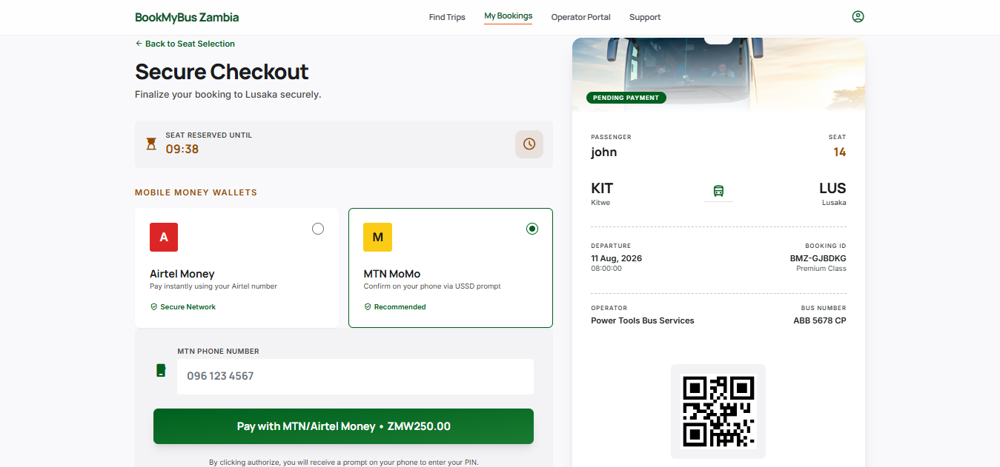 BookMyBus Zambia
Find Trips
My Bookings
Operator Portal
Support
← Back to Seat Selection
Secure Checkout
Finalize your booking to Lusaka securely.
SEAT RESERVED UNTIL
09:38
MOBILE MONEY WALLETS
A
Airtel Money
Pay instantly using your Airtel number
Secure Network
M
MTN MoMo
Confirm on your phone via USSD prompt
Recommended
MTN PHONE NUMBER
096 123 4567
Pay with MTN/Airtel Money • ZMW250.00
By clicking authorize, you will receive a prompt on your phone to enter your PIN.
PENDING PAYMENT
PASSENGER
SEAT
john
14
KIT
LUS
Kitwe
Lusaka
DEPARTURE
BOOKING ID
11 Aug, 2026
BMZ-GJBDKG
08:00:00
Premium Class
OPERATOR
BUS NUMBER
Power Tools Bus Services
ABB 5678 CP